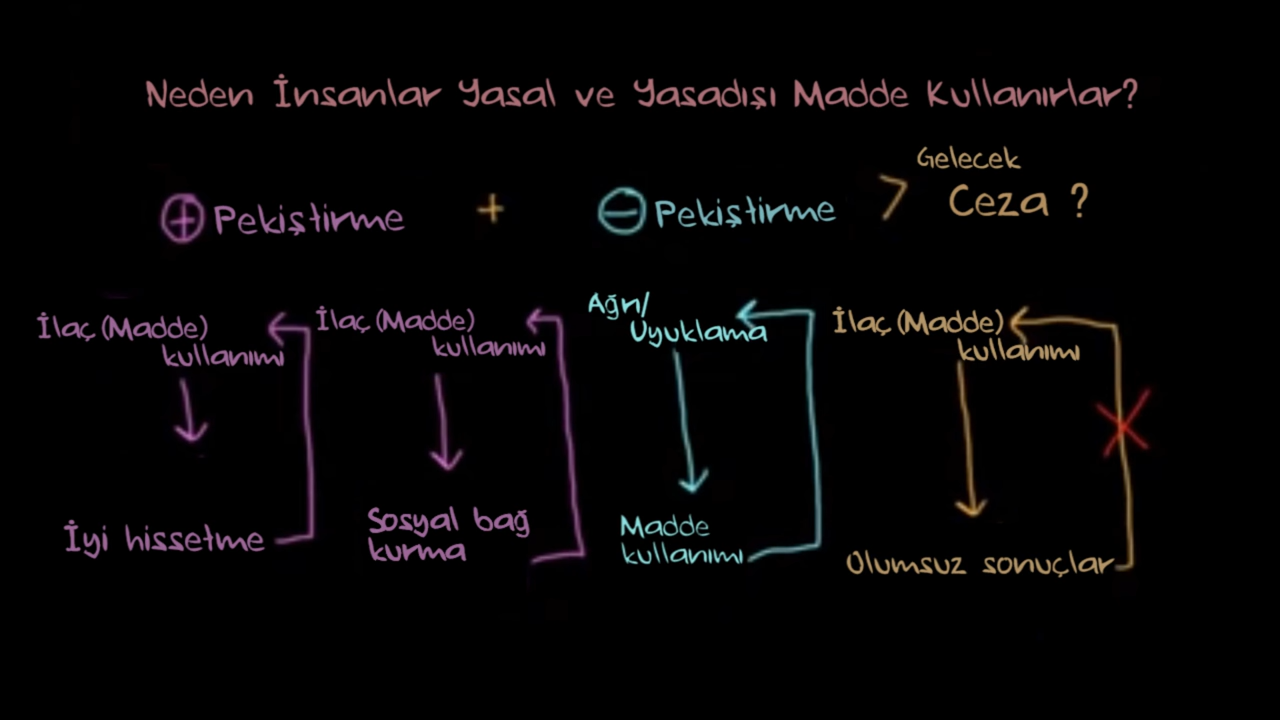 Neden İnsanlar Yasal ve Yasadışı Madde Kullanırlar?
+ Pekiştirme + - Pekiştirme > Gelecek
Ceza ?
İlaç (Madde)
kullanımı
İyi hissetme
İlaç (Madde)
kullanımı
Sosyal bağ
kurma
Ağrı/
Uyuklama
Madde
kullanımı
İlaç (Madde)
kullanımı
Olumsuz sonuçlar